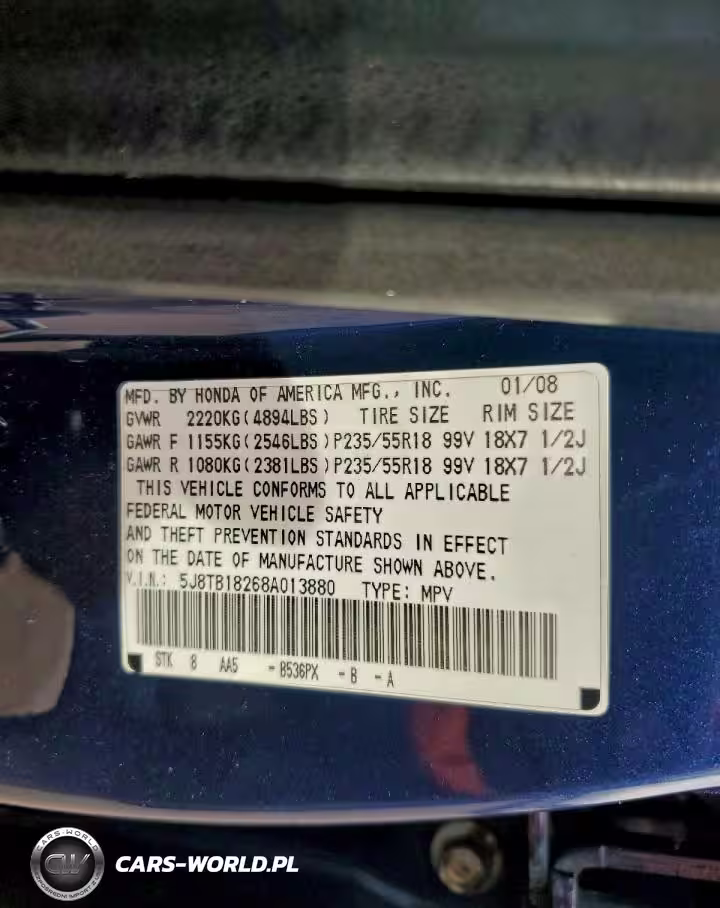 MFD. BY HONDA OF AMERICA MFG., INC. 01/08
GVWR 2220KG(4894LBS) TIRE SIZE RIM SIZE
GAWR F 1155KG(2546LBS)P235/55R18 99V 18X7 1/2J
GAWR R 1080KG(2381LBS)P235/55R18 99V 18X7 1/2J
THIS VEHICLE CONFORMS TO ALL APPLICABLE
FEDERAL MOTOR VEHICLE SAFETY
AND THEFT PREVENTION STANDARDS IN EFFECT
ON THE DATE OF MANUFACTURE SHOWN ABOVE.
V.I.N.: 5J8TB18268A013880 TYPE: MPV
STK 8 AA5 -B536PX -B -A
CARS-WORLD
CW
CARS-WORLD.PL